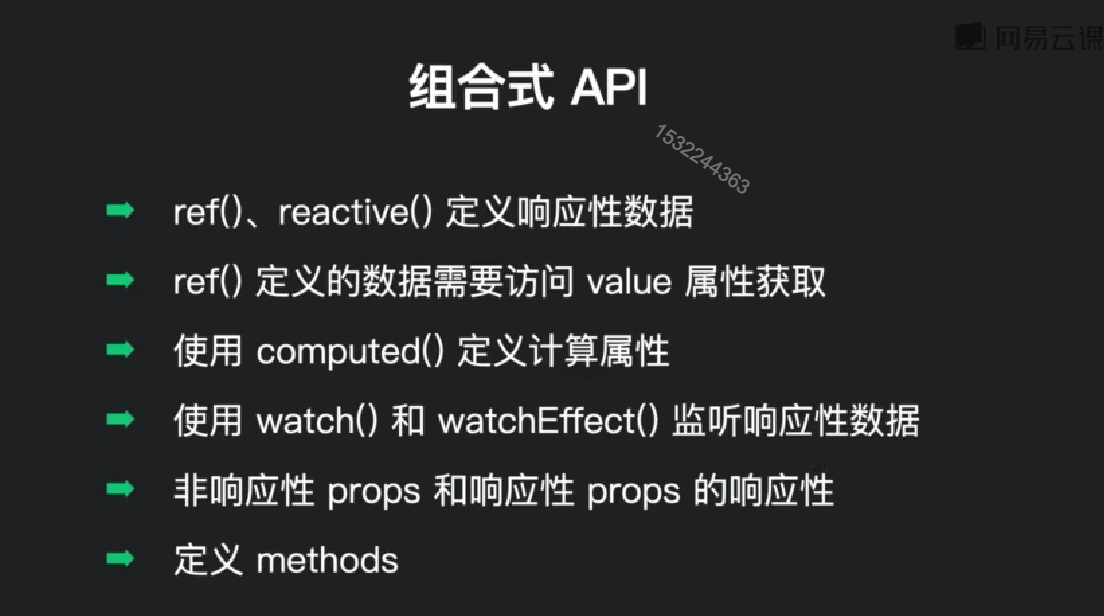 网易云课
组合式 API
1532244363
ref()、reactive() 定义响应性数据
ref() 定义的数据需要访问 value 属性获取
使用 computed() 定义计算属性
使用 watch() 和 watchEffect() 监听响应性数据
非响应性 props 和响应性 props 的响应性
定义 methods